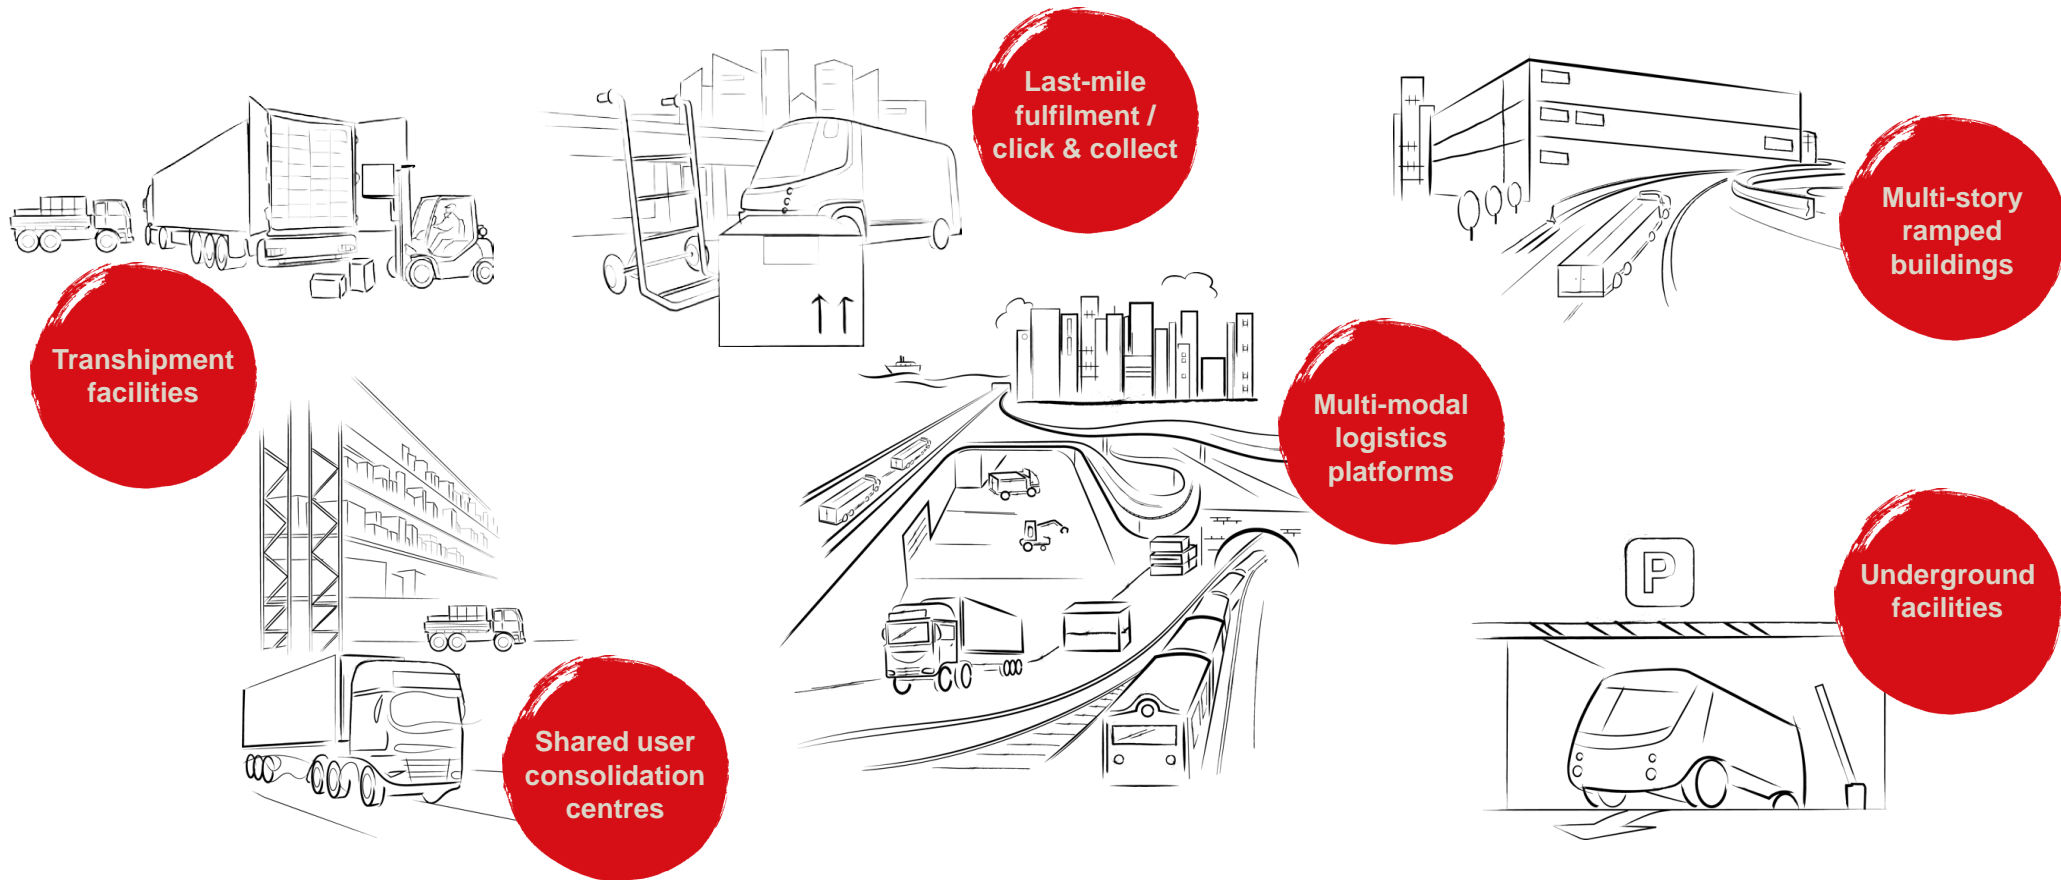 Last-mile
fulfilment /
click & collect
Multi-story
ramped
buildings
Transhipment
facilities
Multi-modal
logistics
platforms
Underground
facilities
P
Shared user
consolidation
centres